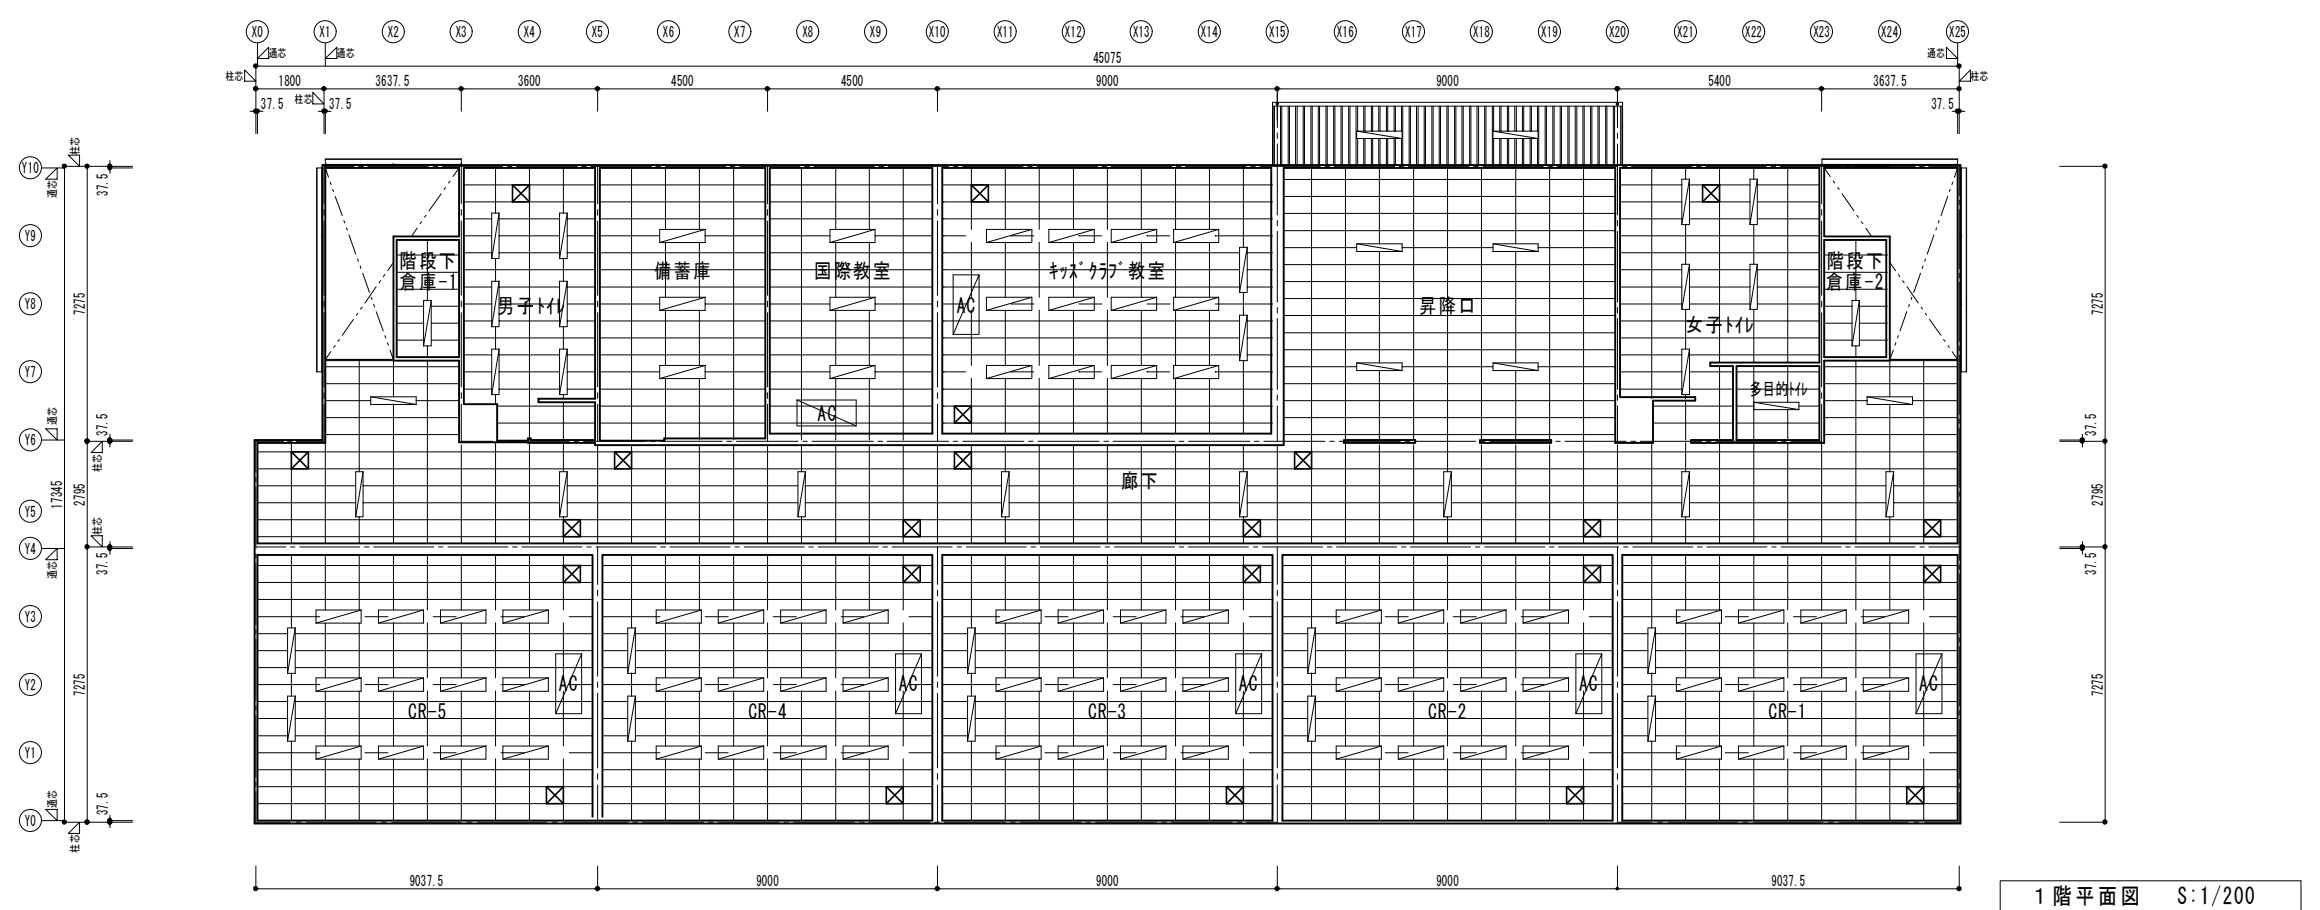 X0 X1 X2 X3 X4 X5 X6 X7 X8 X9 X10 X11 X12 X13 X14 X15 X16 X17 X18 X19 X20 X21 X22 X23 X24 X25
通芯 通芯 通芯
45075
柱芯 柱芯
1800 3637.5 3600 4500 4500 9000 9000 5400 3637.5
37.5 柱芯 37.5 37.5
柱芯
Y10
通芯
37.5
Y9
階段下
倉庫-1
男子トイレ
備蓄庫
国際教室
AC
キッズクラブ教室
AC
昇降口
女子トイレ
階段下
倉庫-2
多目的トイレ
Y8
7275
7275
Y7
通芯
37.5
37.5
Y6
柱芯
廊下
17345
2795
2795
Y5
柱芯
Y4
通芯
37.5
37.5
Y3
Y2
7275
7275
AC AC AC AC AC
CR-5 CR-4 CR-3 CR-2 CR-1
Y1
通芯
37.5
Y0
柱芯
9037.5 9000 9000 9000 9037.5
1階平面図 S:1/200